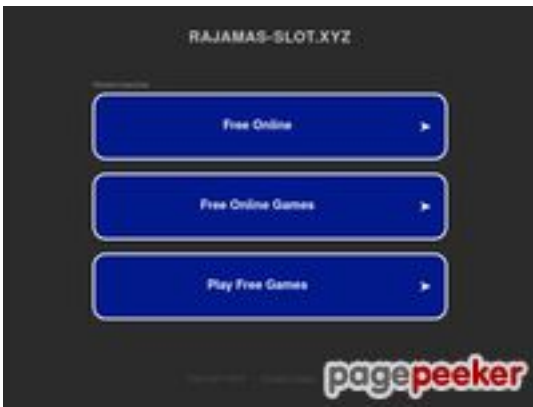 RAJAMAS-SLOT.XYZ
Free Online
Free Online Games
Play Free Games
pagepeeker